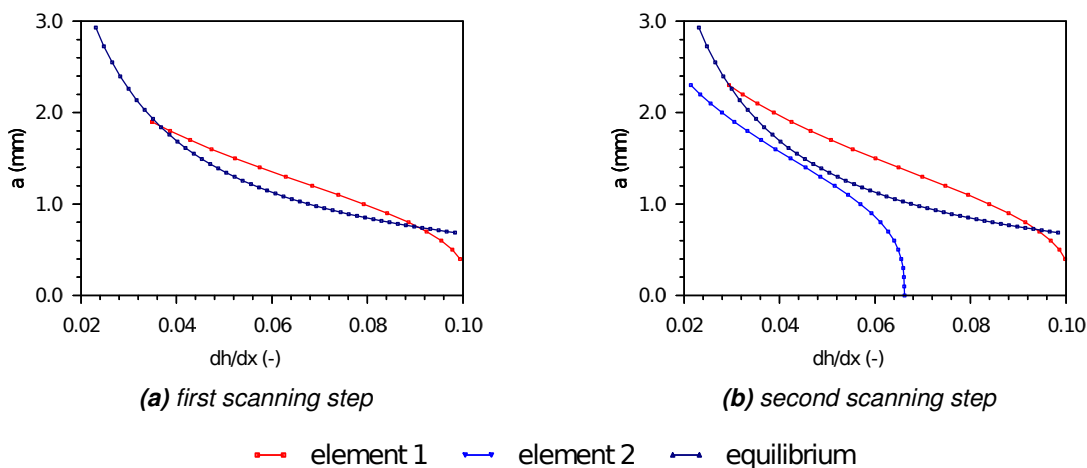 3.0
2.0
1.0
0.0
a (mm)
0.02 0.04 0.06 0.08 0.10
dh/dx (-)
(a) first scanning step
3.0
2.0
1.0
0.0
a (mm)
0.02 0.04 0.06 0.08 0.10
dh/dx (-)
(b) second scanning step
element 1 element 2 equilibrium